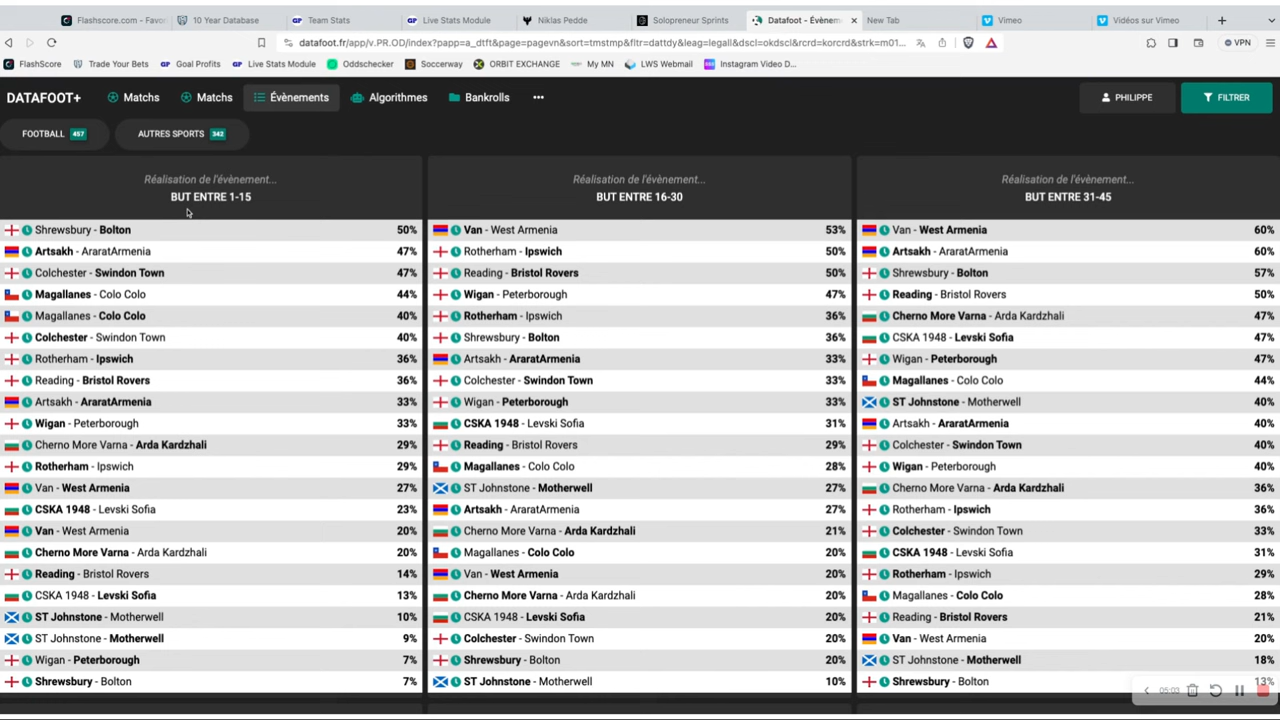 Flashscore.com - Favo
10 Year Database
Team Stats
Live Stats Module
Niklas Pedde
Solopreneur Sprints
Datafoot - Évènem
New Tab
Vimeo
Vidéos sur Vimeo
datafoot.fr/app/v.PR.OD/index?papp=a_dtft&page=pagevn&sort=tmstmp&fitr=dattdy&leag=legall&dscl=okdscl&rcrd=korcrd&strk=m01...
VPN
FlashScore
Trade Your Bets
Goal Profits
Live Stats Module
Oddschecker
Soccerway
ORBIT EXCHANGE
My MN
LWS Webmail
Instagram Video D...
DATAFOOT+
Matchs
Matchs
Évènements
Algorithmes
Bankrolls
PHILIPPE
FILTRER
FOOTBALL 457
AUTRES SPORTS 342
Réalisation de l'évènement...
BUT ENTRE 1-15
Shrewsbury - Bolton 50%
Artsakh - AraratArmenia 47%
Colchester - Swindon Town 47%
Magallanes - Colo Colo 44%
Magallanes - Colo Colo 40%
Colchester - Swindon Town 40%
Rotherham - Ipswich 36%
Reading - Bristol Rovers 36%
Artsakh - AraratArmenia 33%
Wigan - Peterborough 33%
Cherno More Varna - Arda Kardzhali 29%
Rotherham - Ipswich 29%
Van - West Armenia 27%
CSKA 1948 - Levski Sofia 23%
Van - West Armenia 20%
Cherno More Varna - Arda Kardzhali 20%
Reading - Bristol Rovers 14%
CSKA 1948 - Levski Sofia 13%
ST Johnstone - Motherwell 10%
ST Johnstone - Motherwell 9%
Wigan - Peterborough 7%
Shrewsbury - Bolton 7%
Réalisation de l'évènement...
BUT ENTRE 16-30
Van - West Armenia 53%
Rotherham - Ipswich 50%
Reading - Bristol Rovers 50%
Wigan - Peterborough 47%
Rotherham - Ipswich 36%
Shrewsbury - Bolton 36%
Artsakh - AraratArmenia 33%
Colchester - Swindon Town 33%
Wigan - Peterborough 33%
CSKA 1948 - Levski Sofia 31%
Reading - Bristol Rovers 29%
Magallanes - Colo Colo 28%
ST Johnstone - Motherwell 27%
Artsakh - AraratArmenia 27%
Cherno More Varna - Arda Kardzhali 21%
Magallanes - Colo Colo 20%
Van - West Armenia 20%
Cherno More Varna - Arda Kardzhali 20%
CSKA 1948 - Levski Sofia 20%
Colchester - Swindon Town 20%
Shrewsbury - Bolton 20%
ST Johnstone - Motherwell 10%
Réalisation de l'évènement...
BUT ENTRE 31-45
Van - West Armenia 60%
Artsakh - AraratArmenia 60%
Shrewsbury - Bolton 57%
Reading - Bristol Rovers 50%
Cherno More Varna - Arda Kardzhali 47%
CSKA 1948 - Levski Sofia 47%
Wigan - Peterborough 47%
Magallanes - Colo Colo 44%
ST Johnstone - Motherwell 40%
Artsakh - AraratArmenia 40%
Colchester - Swindon Town 40%
Wigan - Peterborough 40%
Cherno More Varna - Arda Kardzhali 36%
Rotherham - Ipswich 36%
Colchester - Swindon Town 33%
CSKA 1948 - Levski Sofia 31%
Rotherham - Ipswich 29%
Magallanes - Colo Colo 28%
Reading - Bristol Rovers 21%
Van - West Armenia 20%
ST Johnstone - Motherwell 18%
Shrewsbury - Bolton 13%
05:03